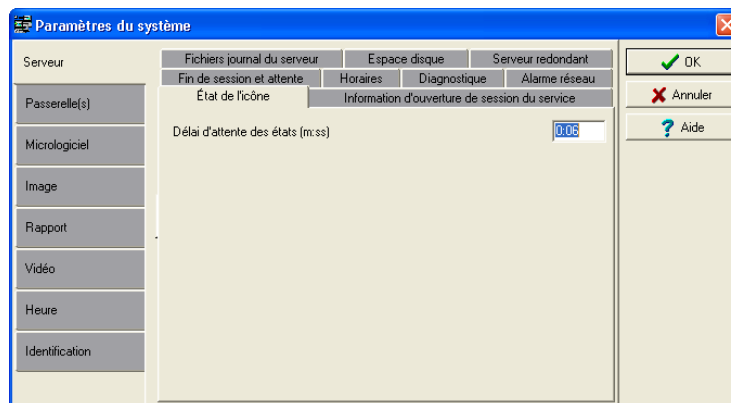 Paramètres du système
Serveur
Passerelle(s)
Micrologiciel
Image
Rapport
Vidéo
Heure
Identification
Fichiers journal du serveur
Espace disque
Serveur redondant
Fin de session et attente
Horaires
Diagnostique
Alarme réseau
État de l'icône
Information d'ouverture de session du service
Délai d'attente des états (m:ss)
0:06
OK
Annuler
Aide